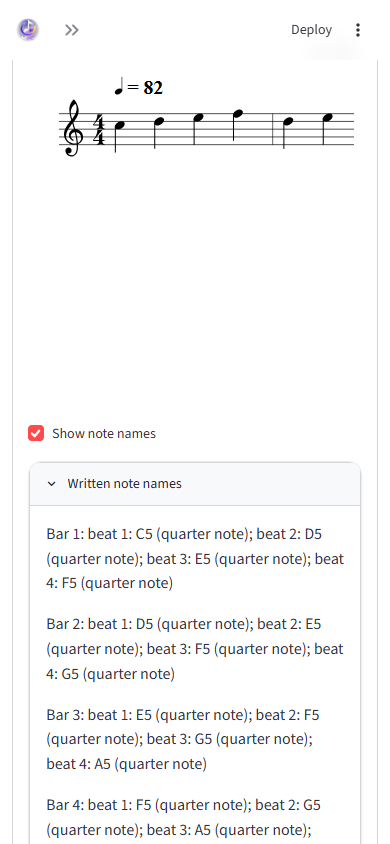 Deploy
= 82
4
4
Show note names
Written note names
Bar 1: beat 1: C5 (quarter note); beat 2: D5
(quarter note); beat 3: E5 (quarter note); beat
4: F5 (quarter note)
Bar 2: beat 1: D5 (quarter note); beat 2: E5
(quarter note); beat 3: F5 (quarter note); beat
4: G5 (quarter note)
Bar 3: beat 1: E5 (quarter note); beat 2: F5
(quarter note); beat 3: G5 (quarter note);
beat 4: A5 (quarter note)
Bar 4: beat 1: F5 (quarter note); beat 2: G5
(quarter note); beat 3: A5 (quarter note);